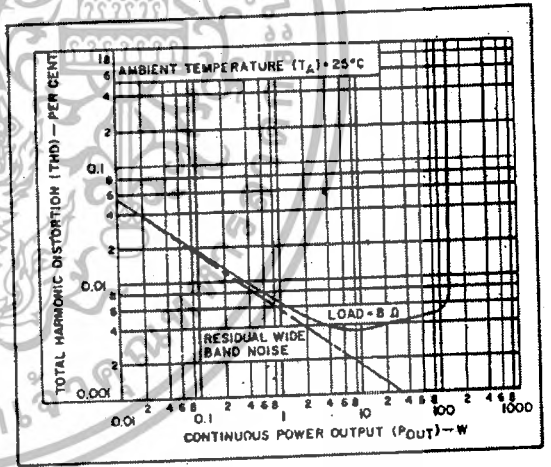 AMBIENT TEMPERATURE (TA) = 25°C
TOTAL HARMONIC DISTORTION (THD) — PER CENT
1 8
6
4
2
0.1
8
6
4
2
0.01
8
6
4
2
0.001
LOAD = 8 Ω
RESIDUAL WIDE
BAND NOISE
0.01 2 4 6 8 0.1 2 4 6 8 1 2 4 6 8 10 2 4 6 8 100 2 4 6 8 1000
CONTINUOUS POWER OUTPUT (POUT) — W